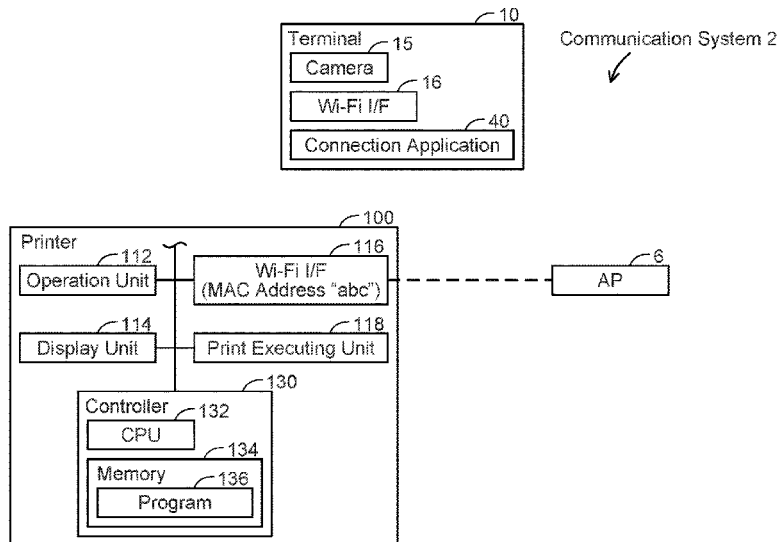 10
Terminal
15
Camera
16
Wi-Fi I/F
40
Connection Application
Communication System 2
100
Printer
112
Operation Unit
116
Wi-Fi I/F
(MAC Address “abc”)
6
AP
114
Display Unit
118
Print Executing Unit
130
Controller
132
CPU
134
Memory
136
Program